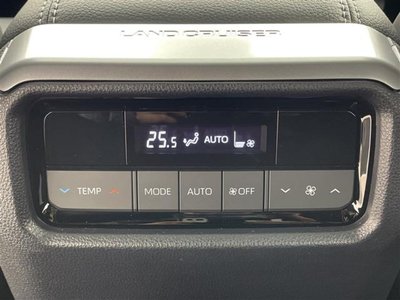 LAND CRUISER
25.5 AUTO
TEMP MODE AUTO OFF